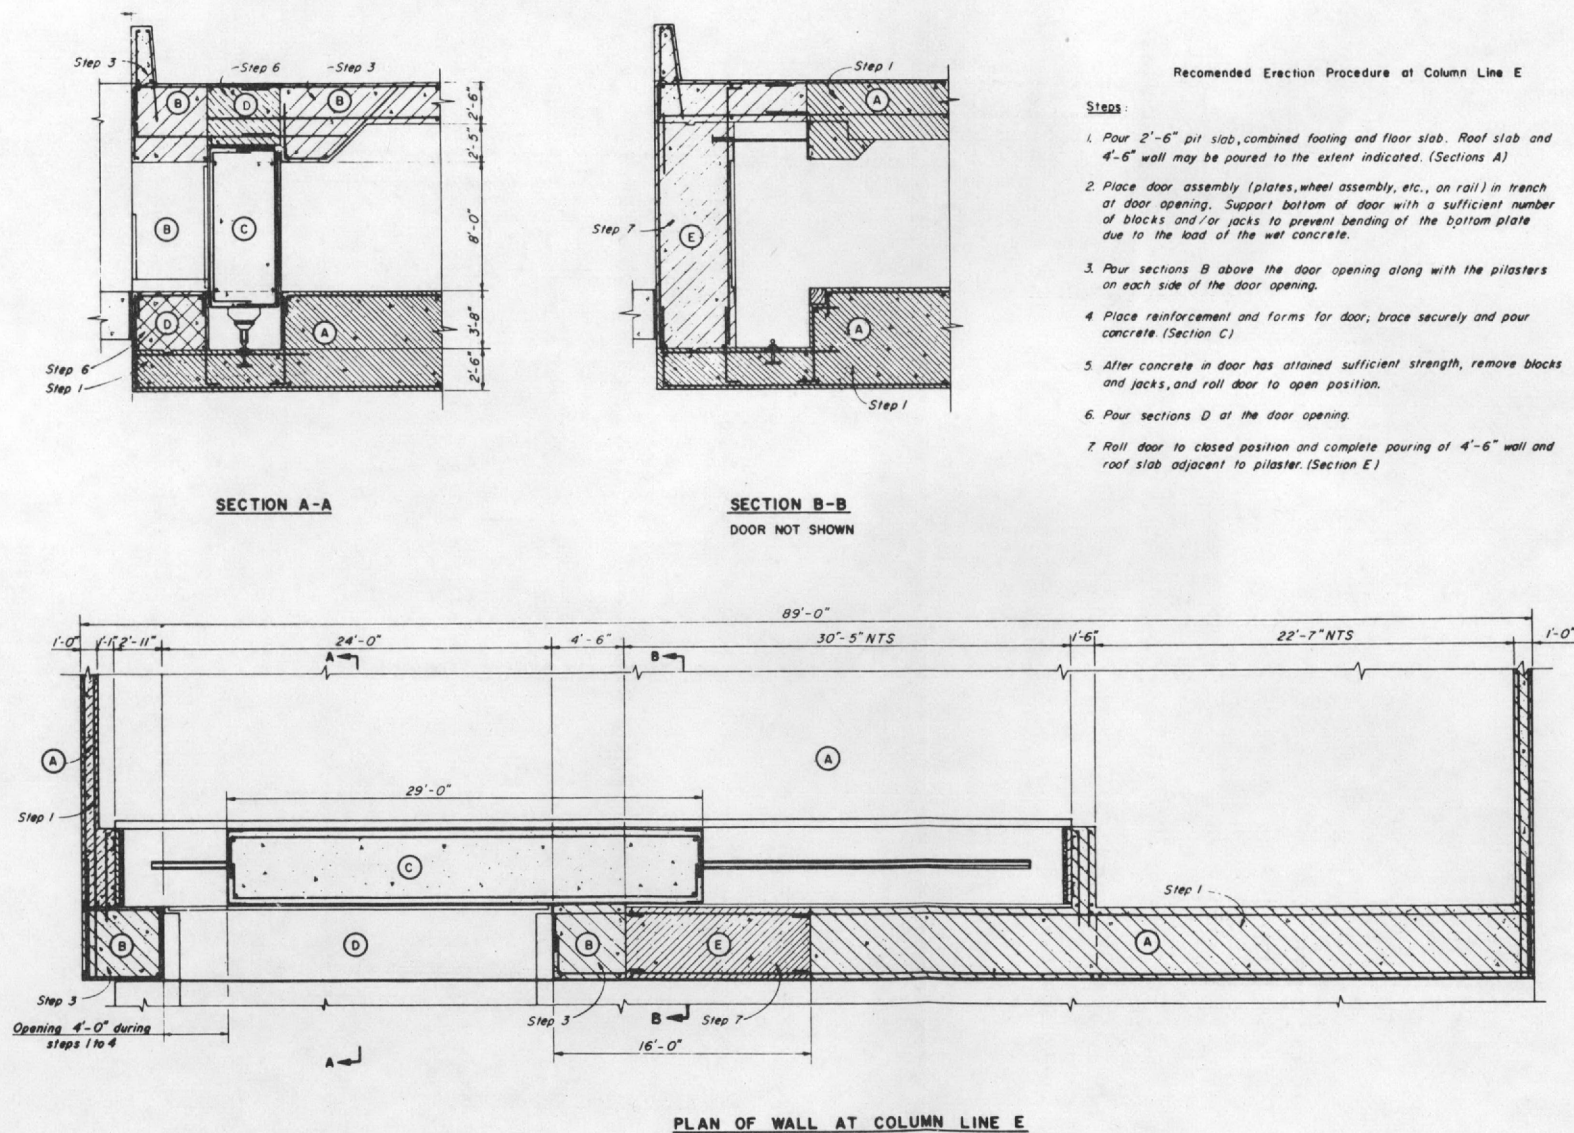 Step 3
-Step 6
-Step 3
B
D
B
2'-6"
2'-5"
B
C
8'-0"
D
A
3'-8"
2'-6"
Step 6
Step 1
SECTION A-A
Step 1
A
Step 7
E
A
Step 1
SECTION B-B
DOOR NOT SHOWN
Recomended Erection Procedure at Column Line E
Steps:
1. Pour 2'-6" pit slab, combined footing and floor slab. Roof slab and
4'-6" wall may be poured to the extent indicated. (Sections A)
2. Place door assembly (plates, wheel assembly, etc., on rail) in trench
at door opening. Support bottom of door with a sufficient number
of blocks and/or jacks to prevent bending of the bottom plate
due to the load of the wet concrete.
3. Pour sections B above the door opening along with the pilasters
on each side of the door opening.
4. Place reinforcement and forms for door; brace securely and pour
concrete. (Section C)
5. After concrete in door has attained sufficient strength, remove blocks
and jacks, and roll door to open position.
6. Pour sections D at the door opening.
7. Roll door to closed position and complete pouring of 4'-6" wall and
roof slab adjacent to pilaster. (Section E)
89'-0"
1'-0" 1'-1" 2'-11" 24'-0" 4'-6" 30'-5" NTS 1'-6" 22'-7" NTS 1'-0"
A B
A
A
29'-0"
Step 1
C
Step 1
B
D
B
E
A
Step 3
Step 3
B
Step 7
Opening 4'-0" during
steps 1 to 4
16'-0"
A
PLAN OF WALL AT COLUMN LINE E